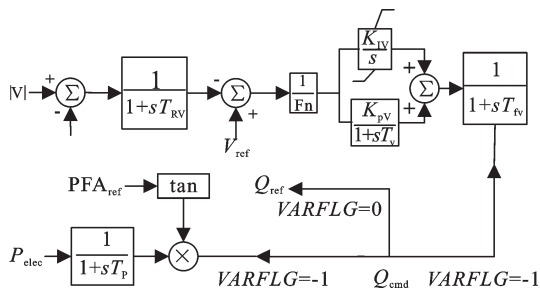 |V| + - Σ 1 / 1+sT_RV - + Σ V_ref 1 / Fn K_IV / s K_pV / 1+sT_v + + Σ 1 / 1+sT_fv
PFA_ref tan Q_ref VARFLG=0
P_elec 1 / 1+sT_P × VARFLG=-1 Q_cmd VARFLG=-1